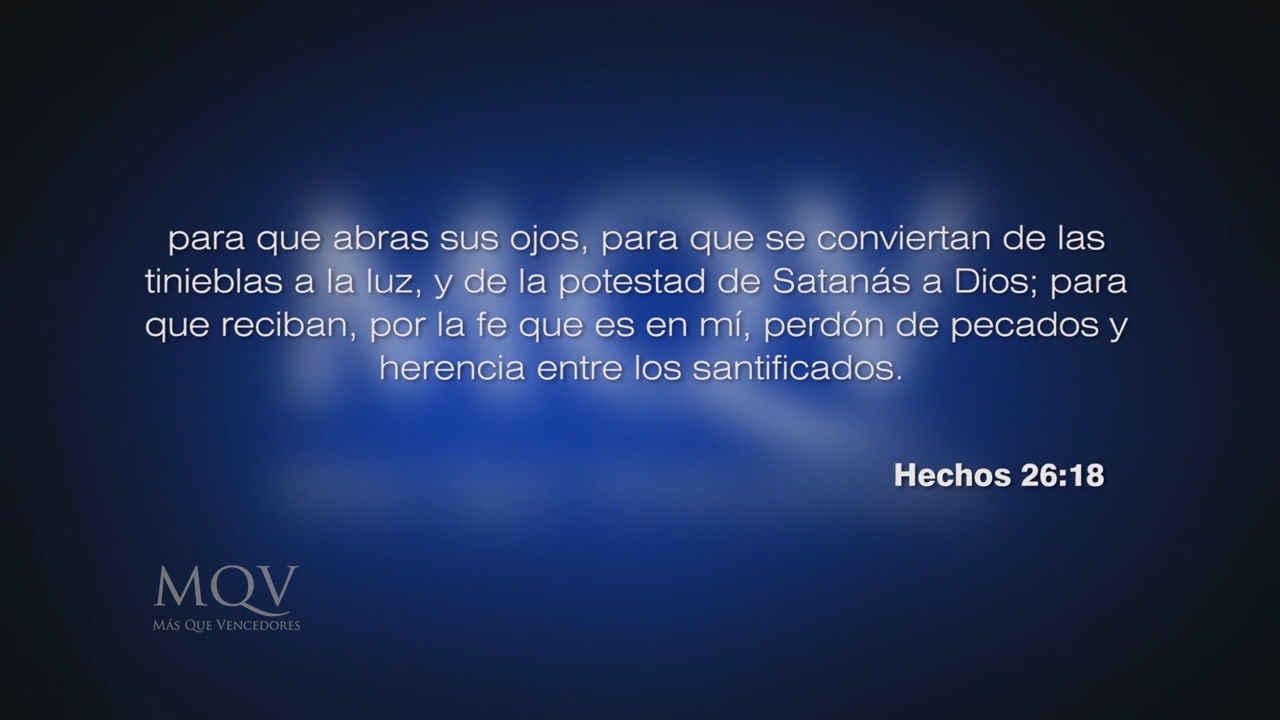 para que abras sus ojos, para que se conviertan de las
tinieblas a la luz, y de la potestad de Satanás a Dios; para
que reciban, por la fe que es en mí, perdón de pecados y
herencia entre los santificados.
Hechos 26:18
MQV
Más Que Vencedores